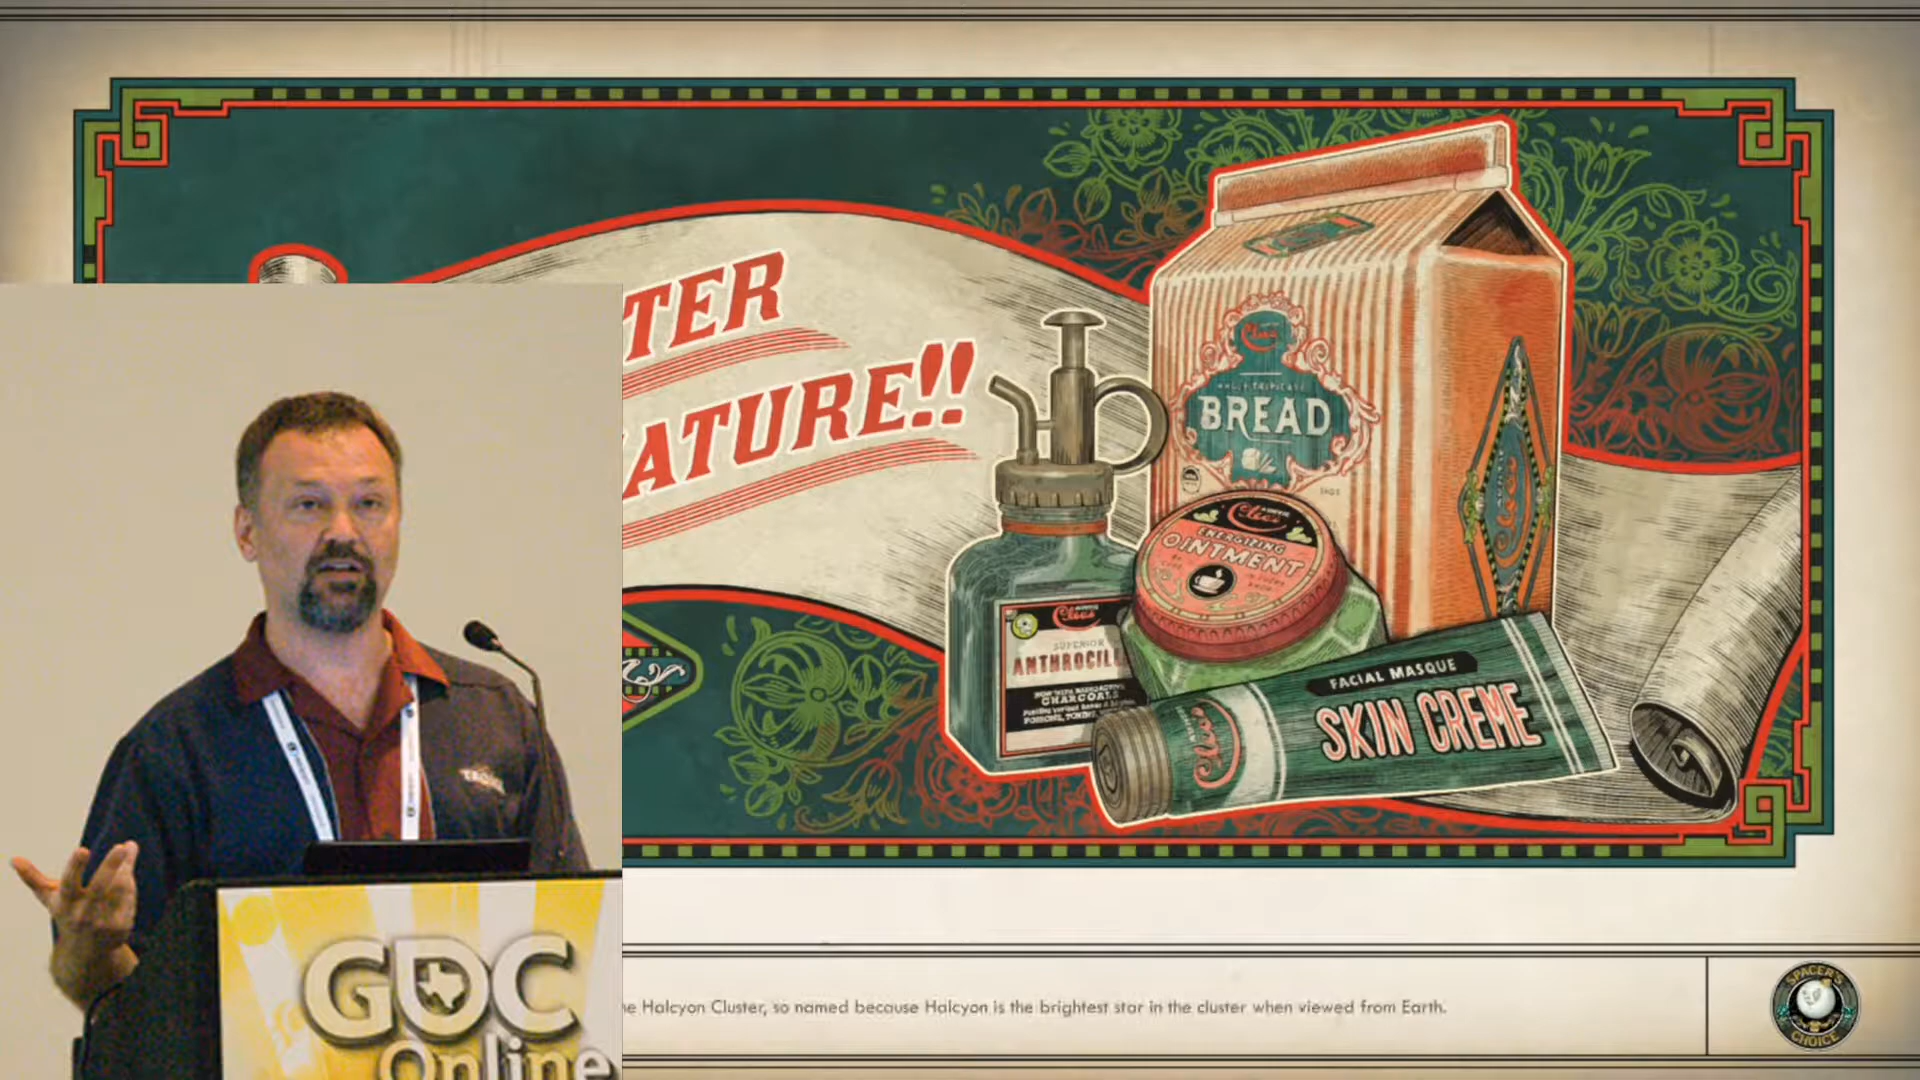 TER
ATURE!!
BREAD
ENERGIZING
OINTMENT
SUPERIOR
CHARCOALS
FACIAL MASQUE
SKIN CREME
GDC
Online
Halcyon Cluster, so named because Halcyon is the brightest star in the cluster when viewed from Earth.
SPACER'S
CHOICE